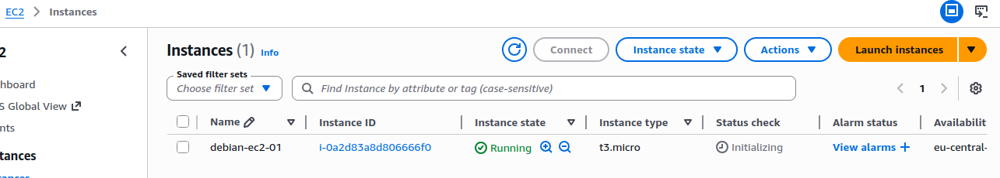 EC2 > Instances
2
hboard
S Global View
nts
tances
Instances (1) Info
Connect
Instance state
Actions
Launch instances
Saved filter sets
Choose filter set
Find Instance by attribute or tag (case-sensitive)
1
Name Instance ID Instance state Instance type Status check Alarm status Availabilit
debian-ec2-01 i-0a2d83a8d806666f0 Running t3.micro Initializing View alarms + eu-central-